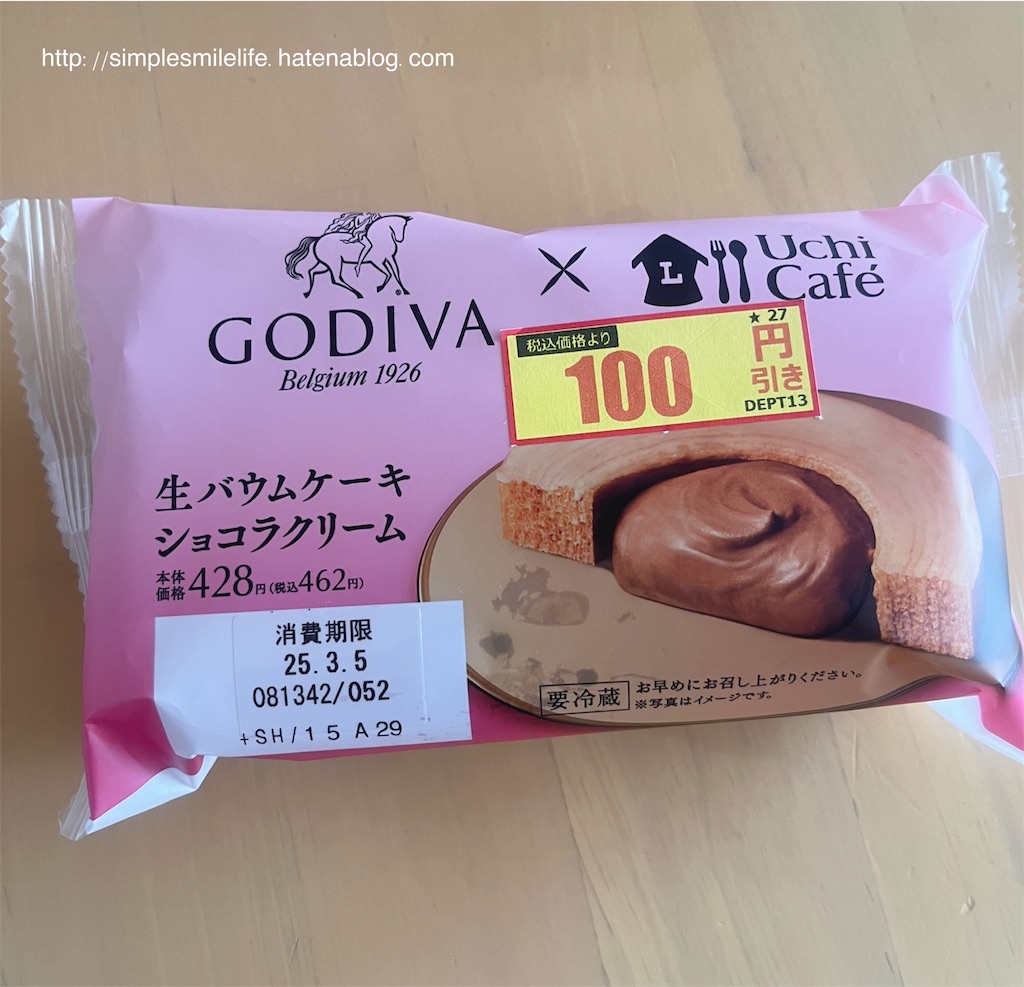 http: //simplesmilelife. hatenablog. com
GODIVA
Belgium 1926
×
L
Uchi
Café
税込価格より
100
★ 27
円
引き
DEPT13
生バウムケーキ
ショコラクリーム
本体
価格
428円(税込462円)
消費期限
25.3.5
081342/052
+SH/15 A 29
要冷蔵
お早めにお召し上がりください。
※写真はイメージです。